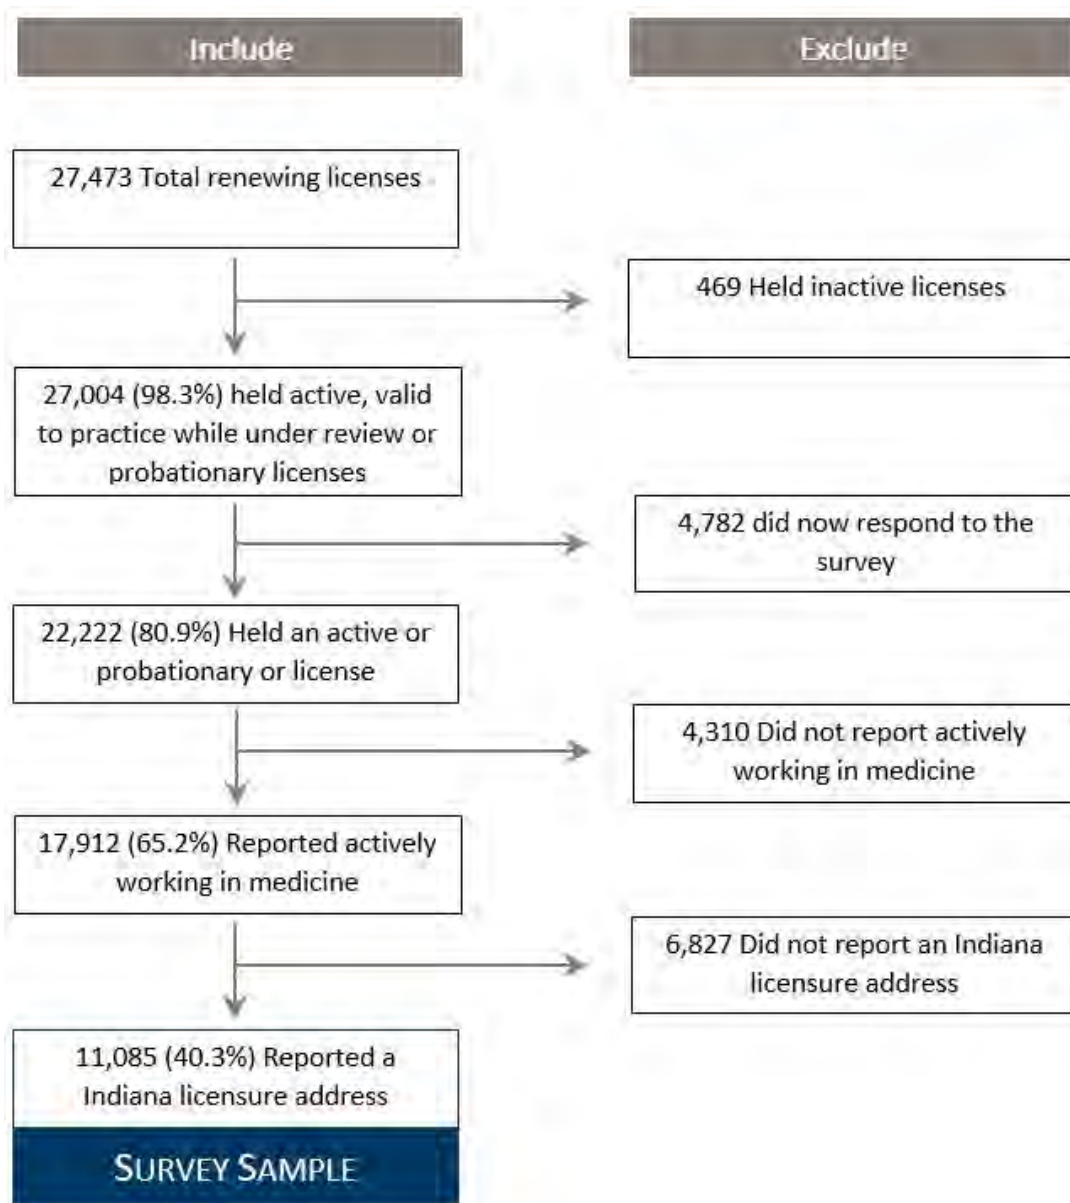 Include
Exclude
27,473 Total renewing licenses
469 Held inactive licenses
27,004 (98.3%) held active, valid
to practice while under review or
probationary licenses
4,782 did now respond to the
survey
22,222 (80.9%) Held an active or
probationary or license
4,310 Did not report actively
working in medicine
17,912 (65.2%) Reported actively
working in medicine
6,827 Did not report an Indiana
licensure address
11,085 (40.3%) Reported a
Indiana licensure address
SURVEY SAMPLE